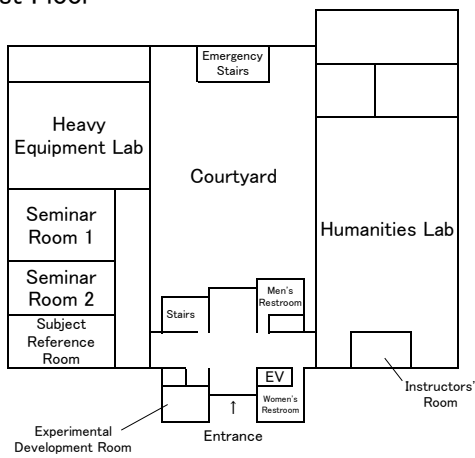 st Floor
Emergency
Stairs
Heavy
Equipment Lab
Courtyard
Seminar
Room 1
Humanities Lab
Seminar
Room 2
Men's
Restroom
Stairs
Subject
Reference
Room
EV
Women's
Restroom
Instructors'
Room
Experimental
Development Room
↑
Entrance